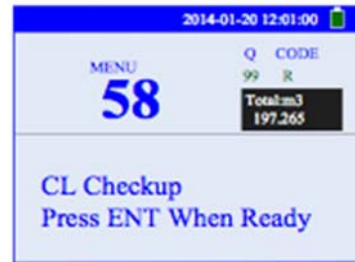 2014-01-20 12:01:00
MENU
58
Q CODE
99 R
Total:m3
197.265
CL Checkup
Press ENT When Ready